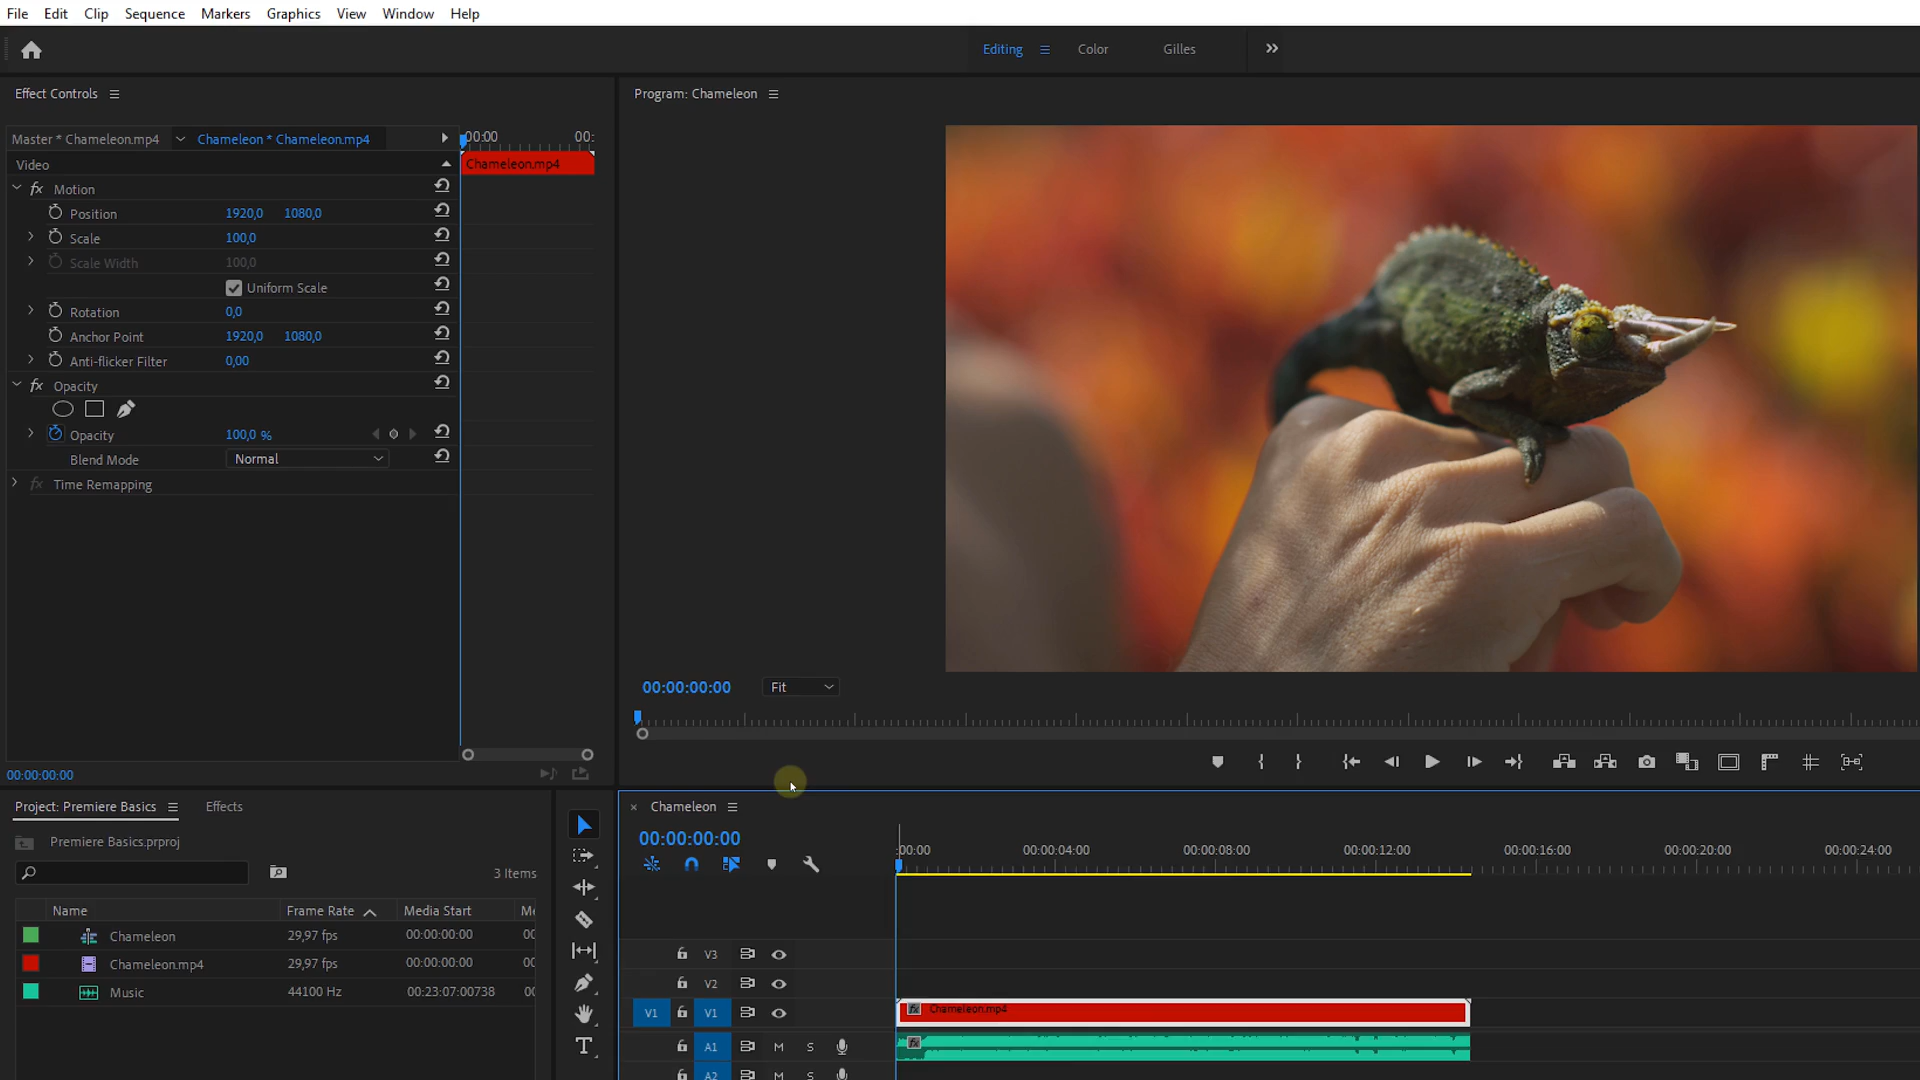 File Edit Clip Sequence Markers Graphics View Window Help
Editing Color Gilles
Effect Controls
Program: Chameleon
Master * Chameleon.mp4 Chameleon * Chameleon.mp4
:00:00 00:
Video
Chameleon.mp4
fx Motion
Position 1920,0 1080,0
Scale 100,0
Scale Width 100,0
Uniform Scale
Rotation 0,0
Anchor Point 1920,0 1080,0
Anti-flicker Filter 0,00
fx Opacity
Opacity 100,0 %
Blend Mode Normal
fx Time Remapping
00:00:00:00 Fit
00:00:00:00
Project: Premiere Basics Effects
Premiere Basics.prproj
3 Items
Name Frame Rate Media Start Me
Chameleon 29,97 fps 00:00:00:00 00
Chameleon.mp4 29,97 fps 00:00:00:00 00
Music 44100 Hz 00:23:07:00738 00
T
× Chameleon
00:00:00:00
:00:00 00:00:04:00 00:00:08:00 00:00:12:00 00:00:16:00 00:00:20:00 00:00:24:00
V3
V2
V1 V1 fx Chameleon.mp4
A1 M S fx
A2 M S